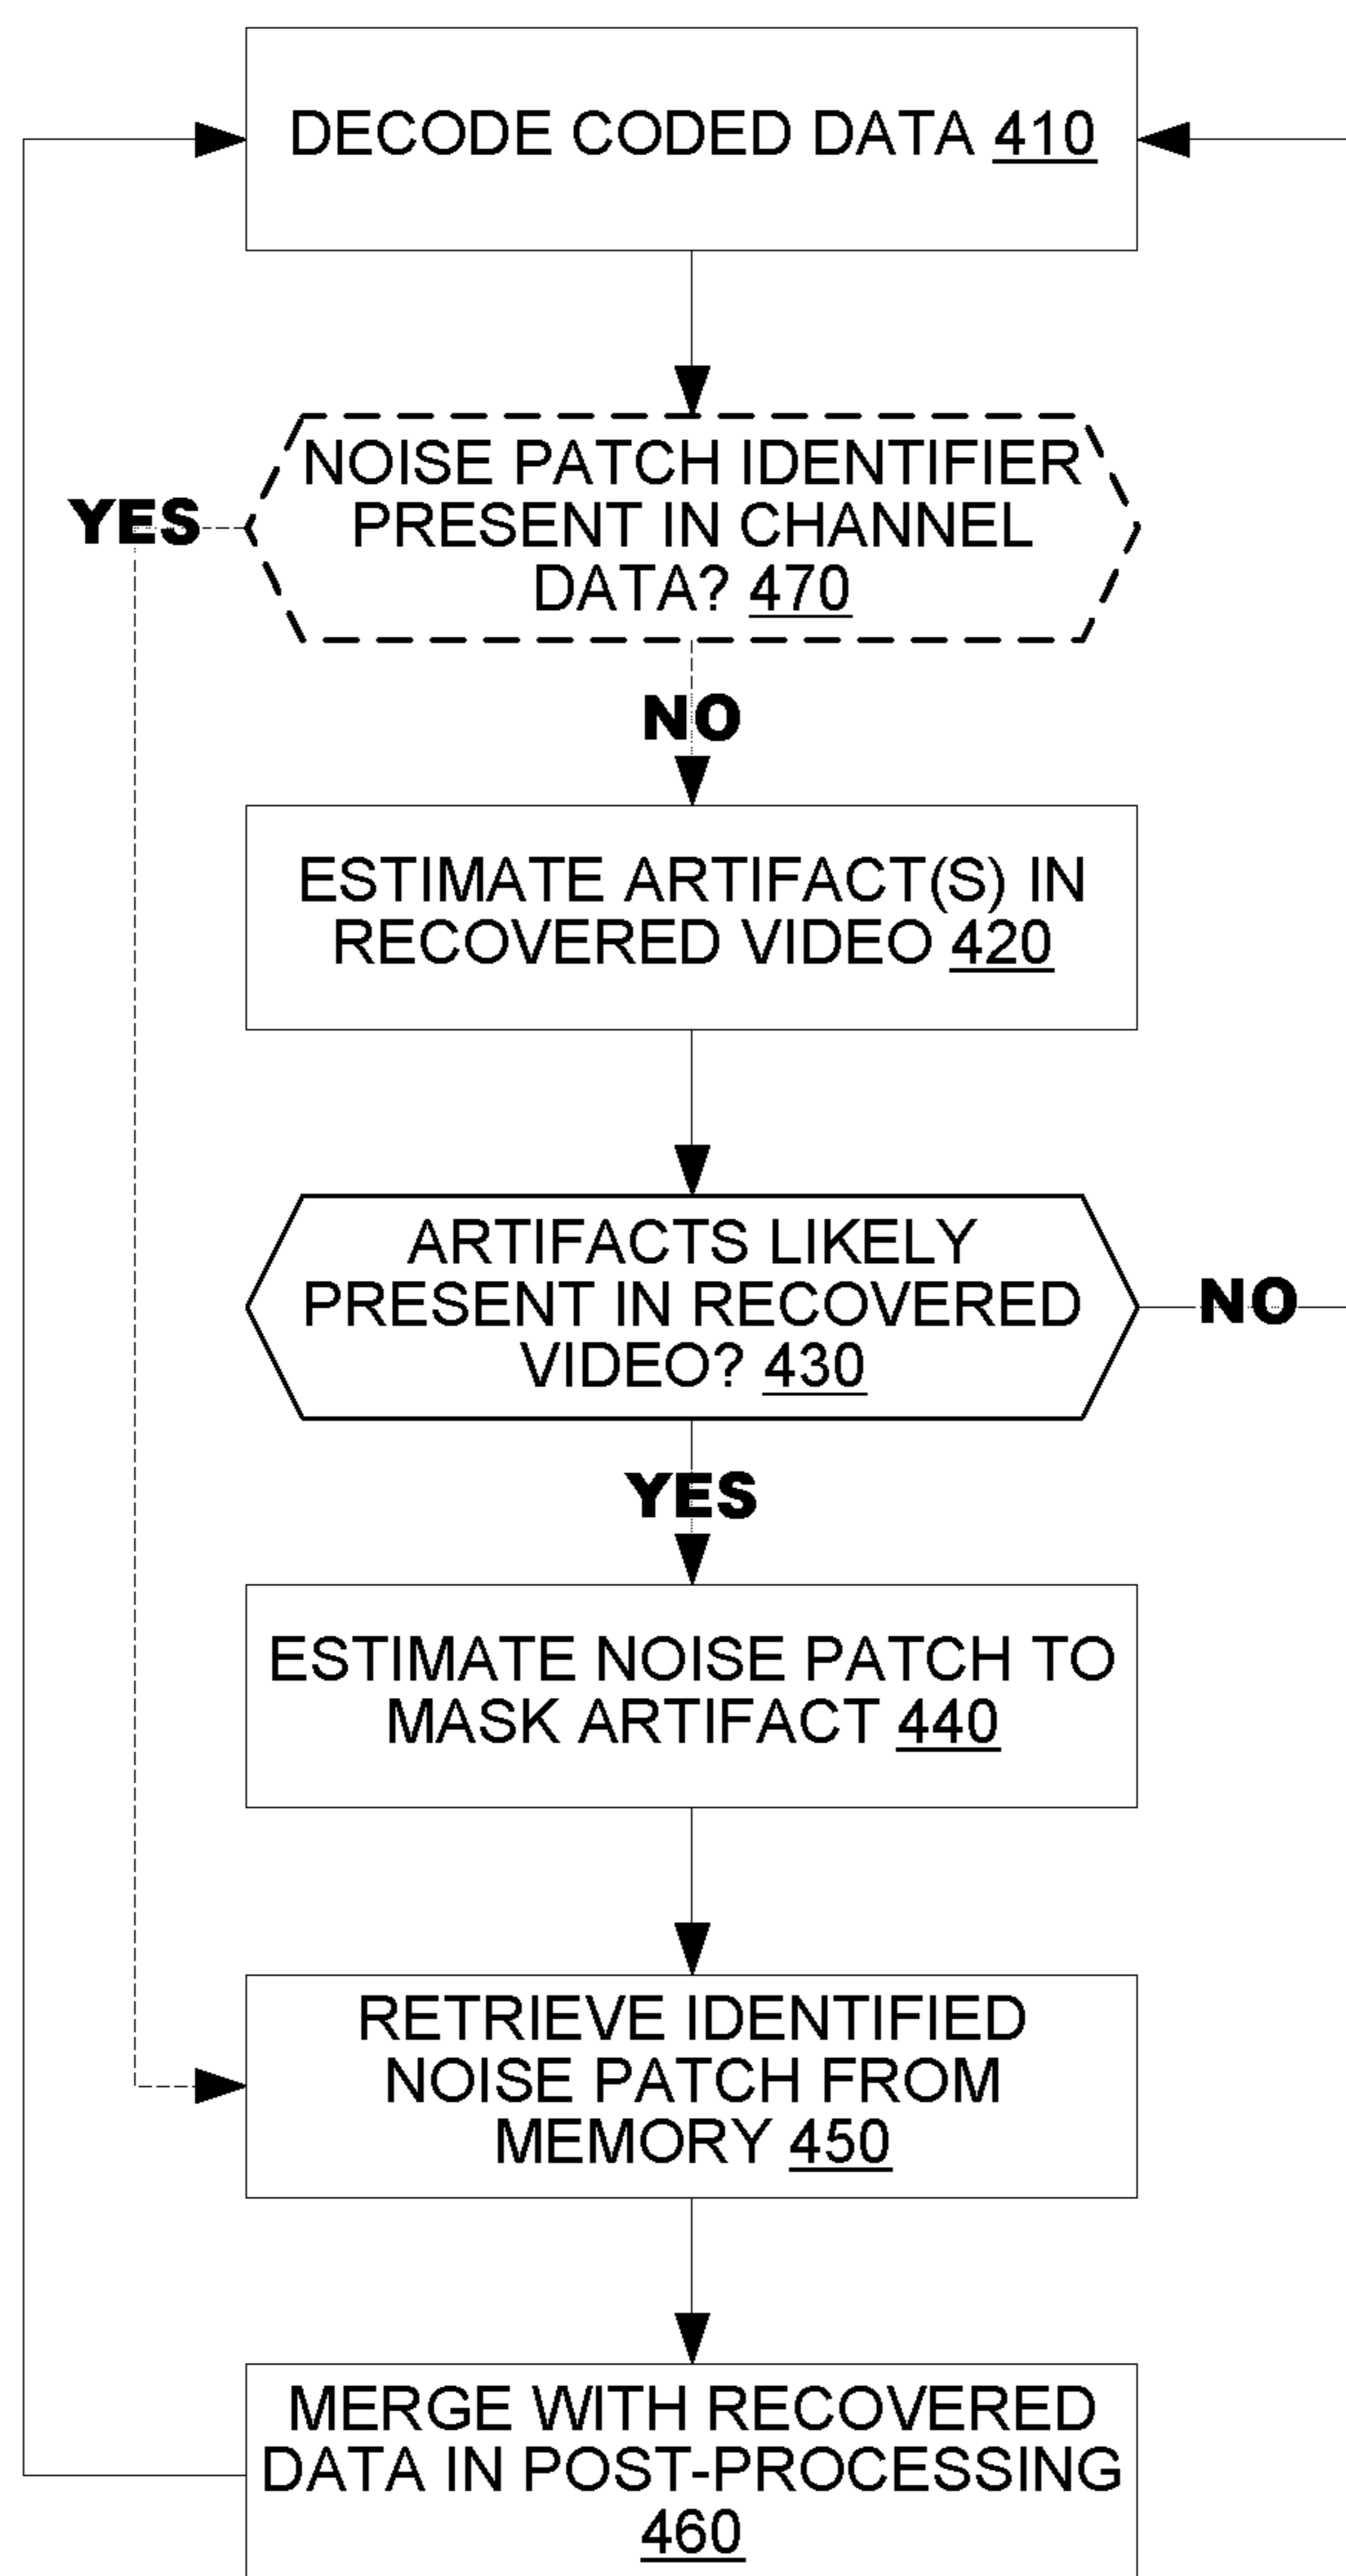 DECODE CODED DATA 410
NOISE PATCH IDENTIFIER
PRESENT IN CHANNEL
DATA? 470
YES
NO
ESTIMATE ARTIFACT(S) IN
RECOVERED VIDEO 420
ARTIFACTS LIKELY
PRESENT IN RECOVERED
VIDEO? 430
NO
YES
ESTIMATE NOISE PATCH TO
MASK ARTIFACT 440
RETRIEVE IDENTIFIED
NOISE PATCH FROM
MEMORY 450
MERGE WITH RECOVERED
DATA IN POST-PROCESSING
460